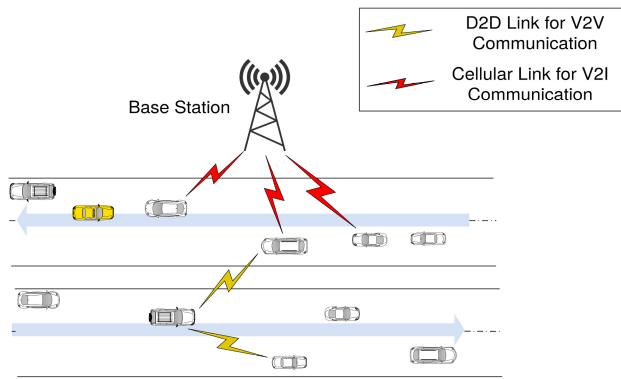 D2D Link for V2V
Communication
Cellular Link for V2I
Communication
Base Station